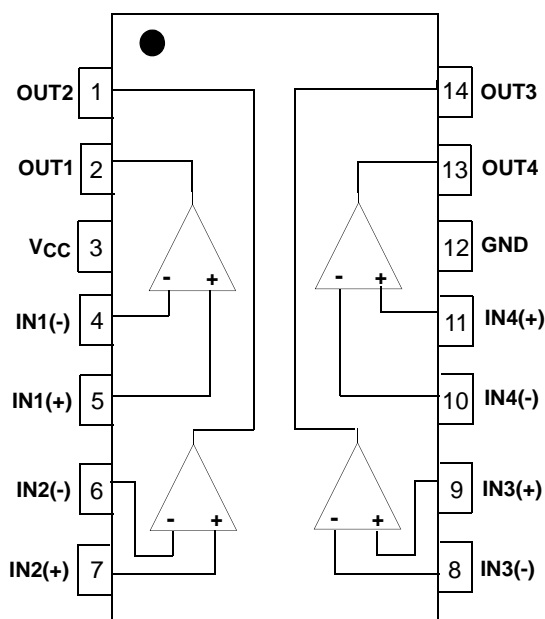 OUT2 1 14 OUT3
OUT1 2 13 OUT4
VCC 3 12 GND
- + - +
IN1(-) 4 11 IN4(+)
IN1(+) 5 10 IN4(-)
IN2(-) 6 9 IN3(+)
- + - +
IN2(+) 7 8 IN3(-)